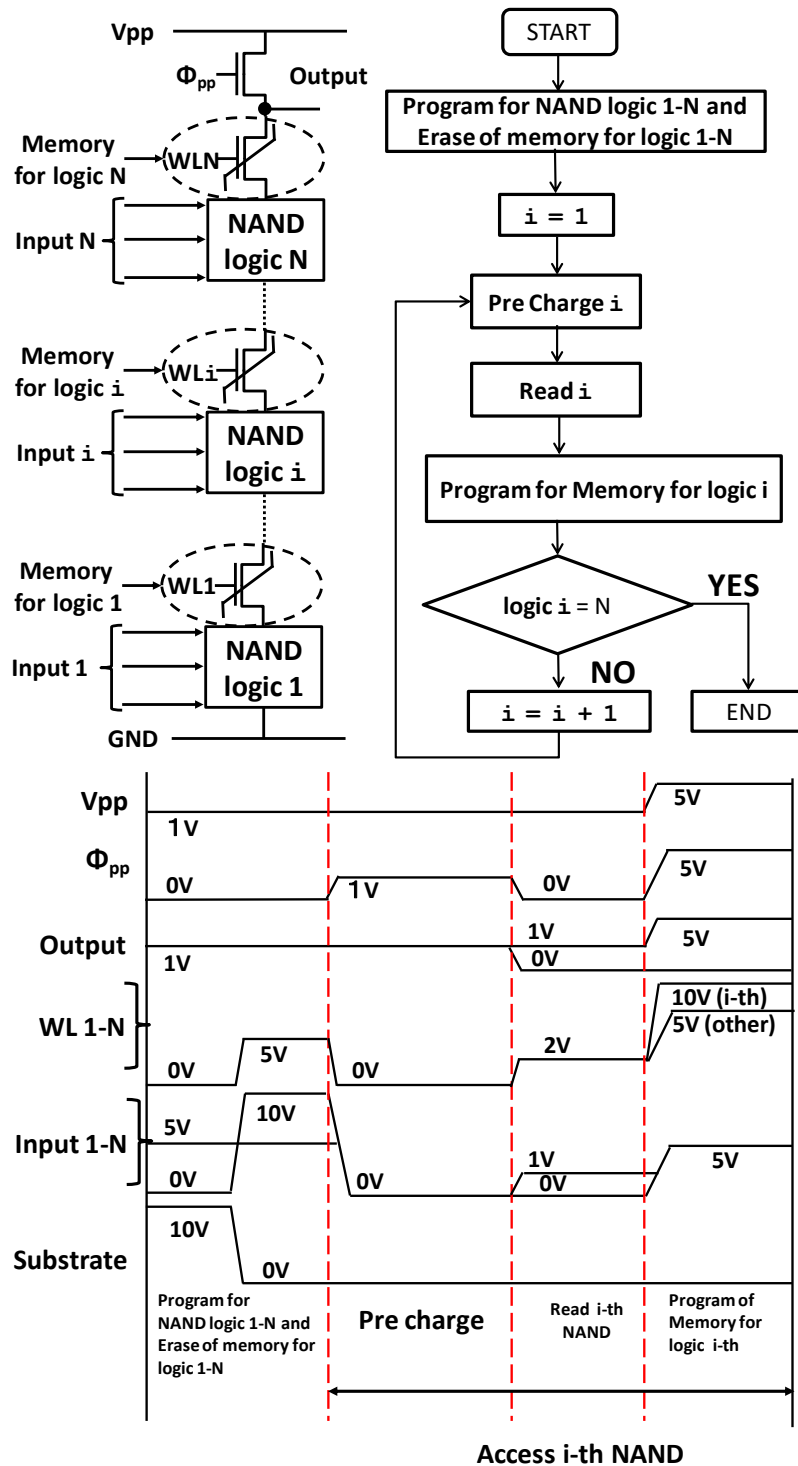 Vpp
Φpp
Output
Memory
for logic N
WLN
Input N
NAND
logic N
Memory
for logic i
WLi
Input i
NAND
logic i
Memory
for logic 1
WL1
Input 1
NAND
logic 1
GND
START
Program for NAND logic 1-N and
Erase of memory for logic 1-N
i = 1
Pre Charge i
Read i
Program for Memory for logic i
logic i = N
YES
NO
i = i + 1
END
Vpp
1V
5V
Φpp
0V
1V
0V
5V
Output
1V
1V
0V
5V
WL 1-N
0V
5V
0V
2V
10V (i-th)
5V (other)
Input 1-N
5V
0V
10V
0V
1V
0V
5V
Substrate
10V
0V
Program for
NAND logic 1-N and
Erase of memory for
logic 1-N
Pre charge
Read i-th
NAND
Program of
Memory for
logic i-th
Access i-th NAND